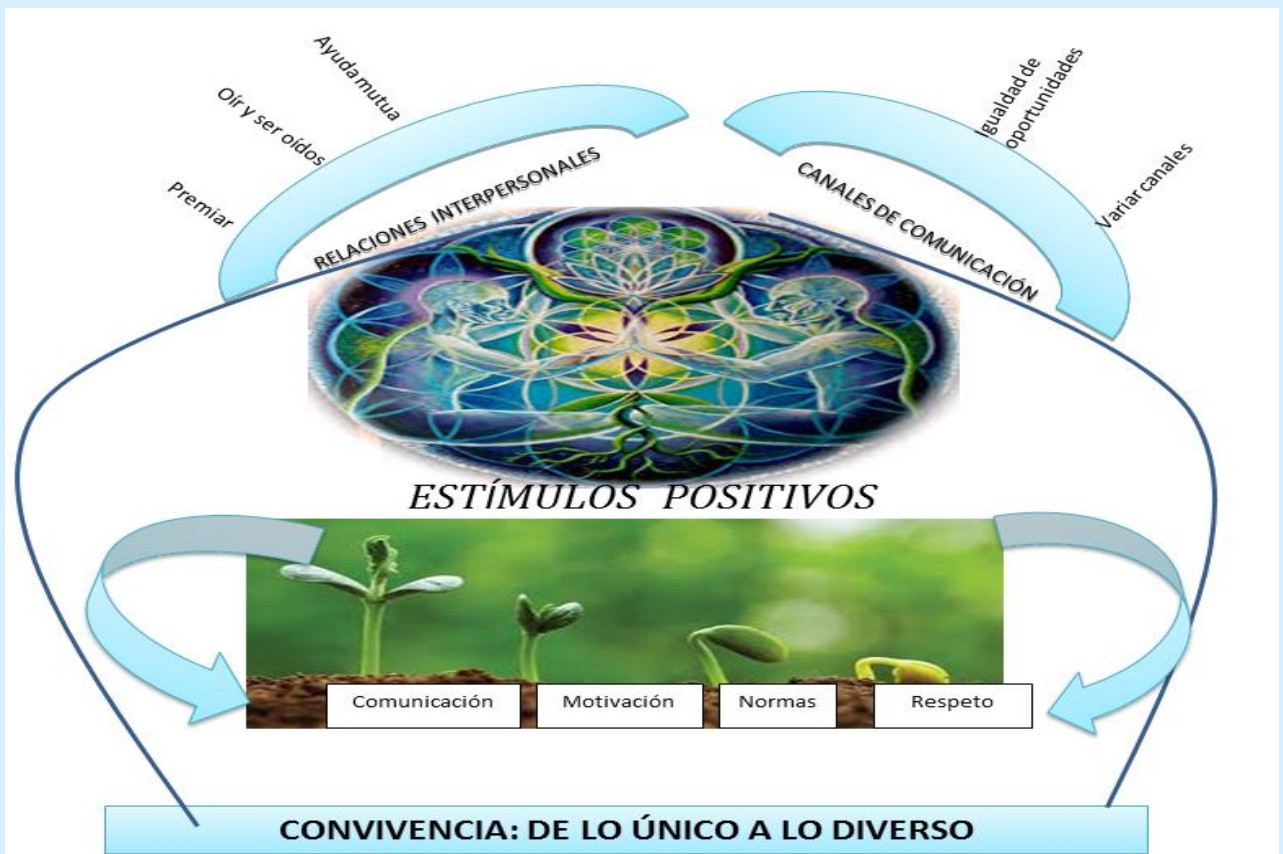 Ayuda mutua
Oír y ser oídos
Premiar
RELACIONES INTERPERSONALES
Igualdad de
oportunidades
Variar canales
CANALES DE COMUNICACIÓN
ESTÍMULOS POSITIVOS
Comunicación
Motivación
Normas
Respeto
CONVIVENCIA: DE LO ÚNICO A LO DIVERSO